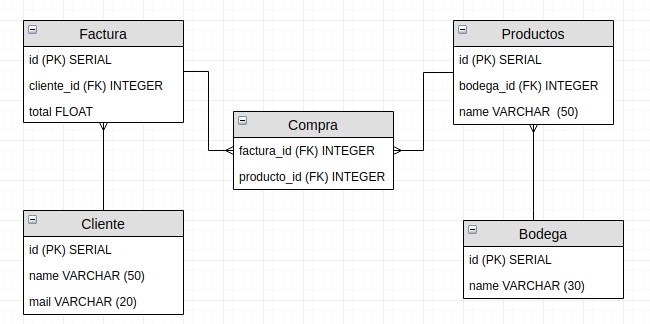 Factura
id (PK) SERIAL
cliente_id (FK) INTEGER
total FLOAT
Productos
id (PK) SERIAL
bodega_id (FK) INTEGER
name VARCHAR (50)
Compra
factura_id (FK) INTEGER
producto_id (FK) INTEGER
Cliente
id (PK) SERIAL
name VARCHAR (50)
mail VARCHAR (20)
Bodega
id (PK) SERIAL
name VARCHAR (30)